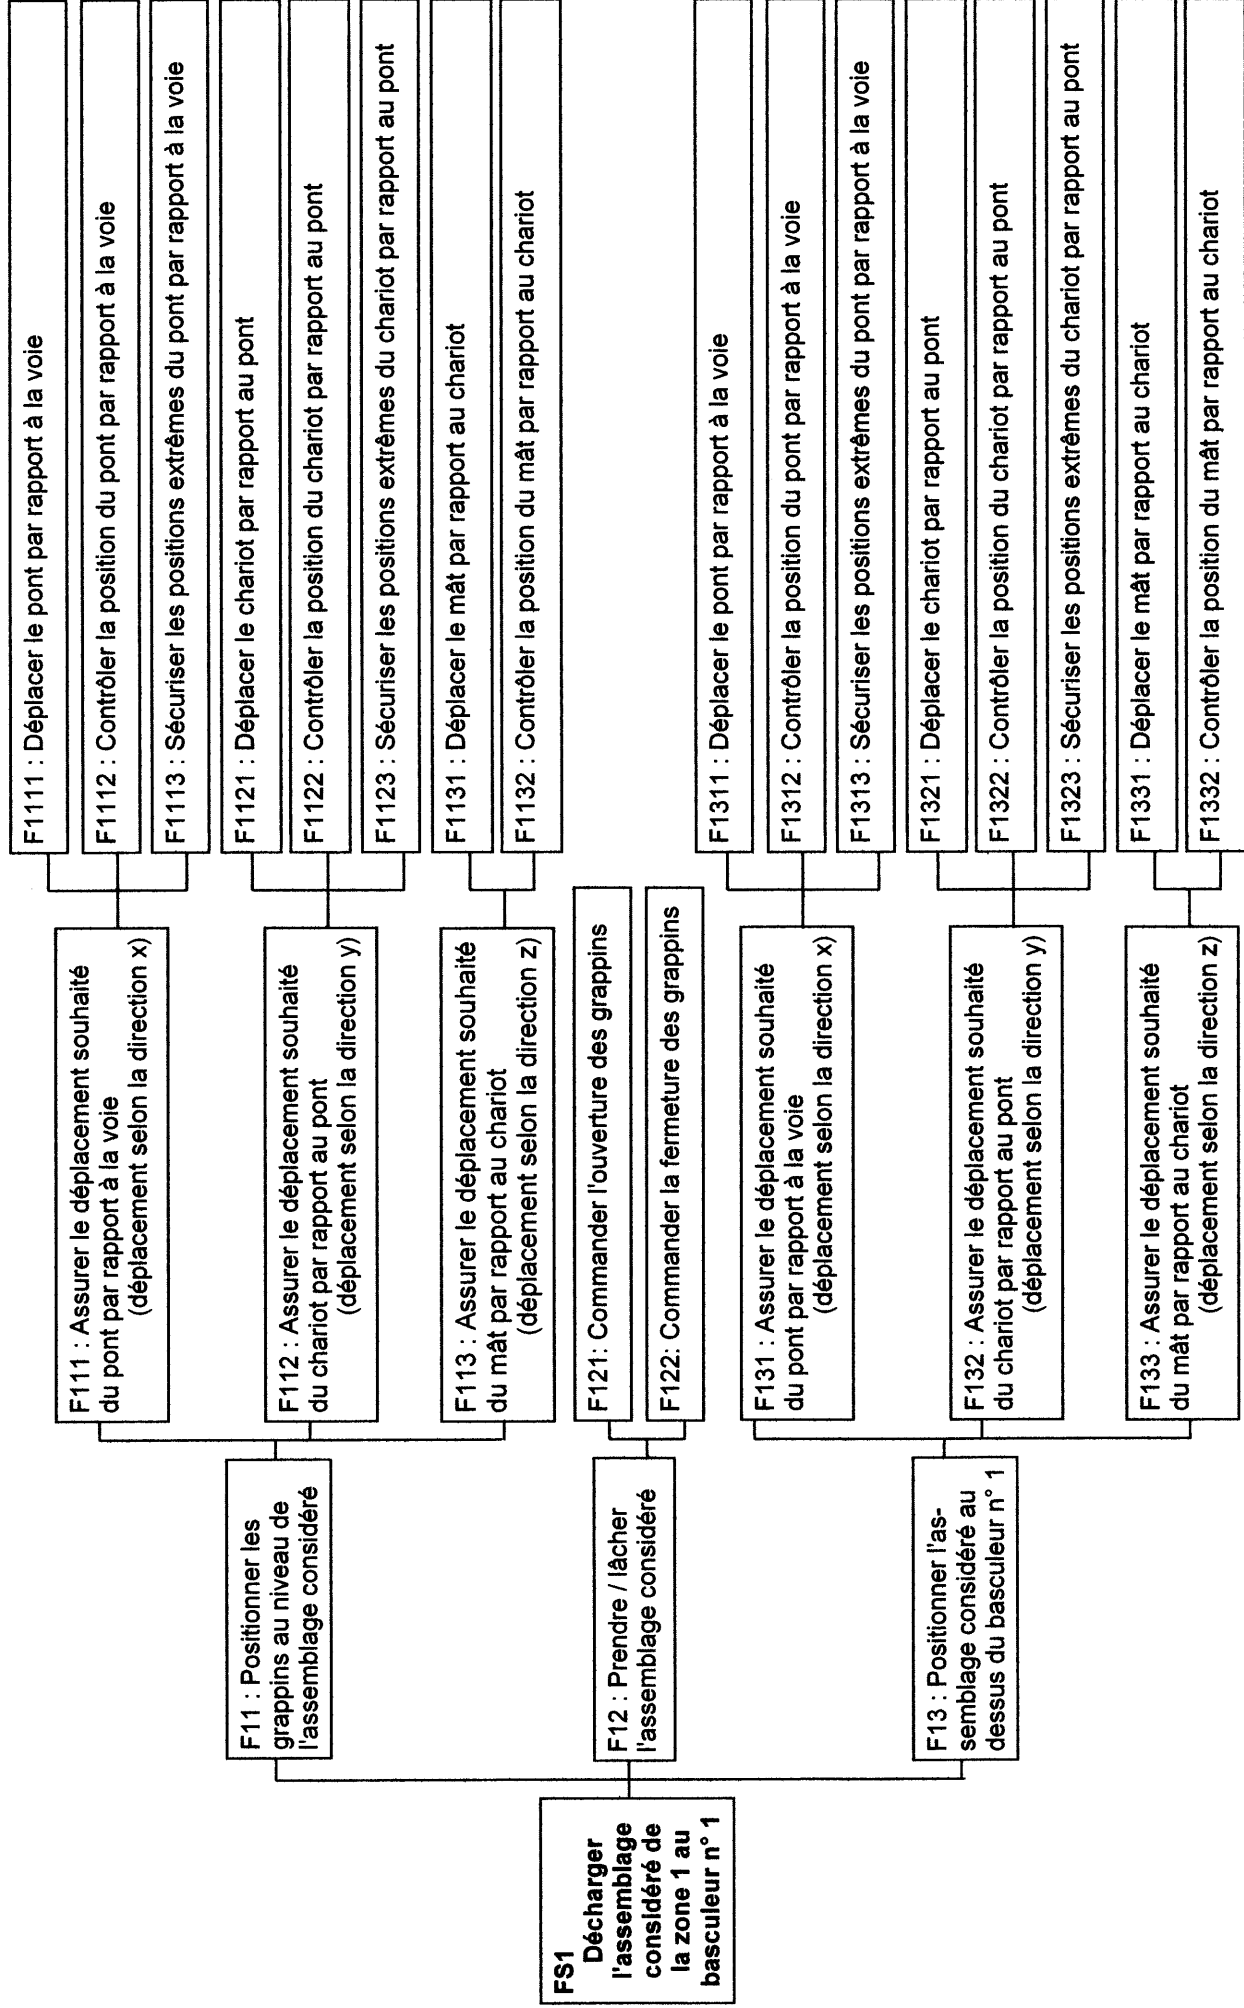 FS1
Décharger
l'assemblage
considéré de
la zone 1 au
basculeur n° 1
F11 : Positionner les
grappins au niveau de
l'assemblage considéré
F111 : Assurer le déplacement souhaité
du pont par rapport à la voie
(déplacement selon la direction x)
F1111 : Déplacer le pont par rapport à la voie
F1112 : Contrôler la position du pont par rapport à la voie
F1113 : Sécuriser les positions extrêmes du pont par rapport à la voie
F112 : Assurer le déplacement souhaité
du chariot par rapport au pont
(déplacement selon la direction y)
F1121 : Déplacer le chariot par rapport au pont
F1122 : Contrôler la position du chariot par rapport au pont
F1123 : Sécuriser les positions extrêmes du chariot par rapport au pont
F113 : Assurer le déplacement souhaité
du mât par rapport au chariot
(déplacement selon la direction z)
F1131 : Déplacer le mât par rapport au chariot
F1132 : Contrôler la position du mât par rapport au chariot
F12 : Prendre / lâcher
l'assemblage considéré
F121: Commander l'ouverture des grappins
F122: Commander la fermeture des grappins
F13 : Positionner l'as-
semblage considéré au
dessus du basculeur n° 1
F131 : Assurer le déplacement souhaité
du pont par rapport à la voie
(déplacement selon la direction x)
F1311 : Déplacer le pont par rapport à la voie
F1312 : Contrôler la position du pont par rapport à la voie
F1313 : Sécuriser les positions extrêmes du pont par rapport à la voie
F132 : Assurer le déplacement souhaité
du chariot par rapport au pont
(déplacement selon la direction y)
F1321 : Déplacer le chariot par rapport au pont
F1322 : Contrôler la position du chariot par rapport au pont
F1323 : Sécuriser les positions extrêmes du chariot par rapport au pont
F133 : Assurer le déplacement souhaité
du mât par rapport au chariot
(déplacement selon la direction z)
F1331 : Déplacer le mât par rapport au chariot
F1332 : Contrôler la position du mât par rapport au chariot